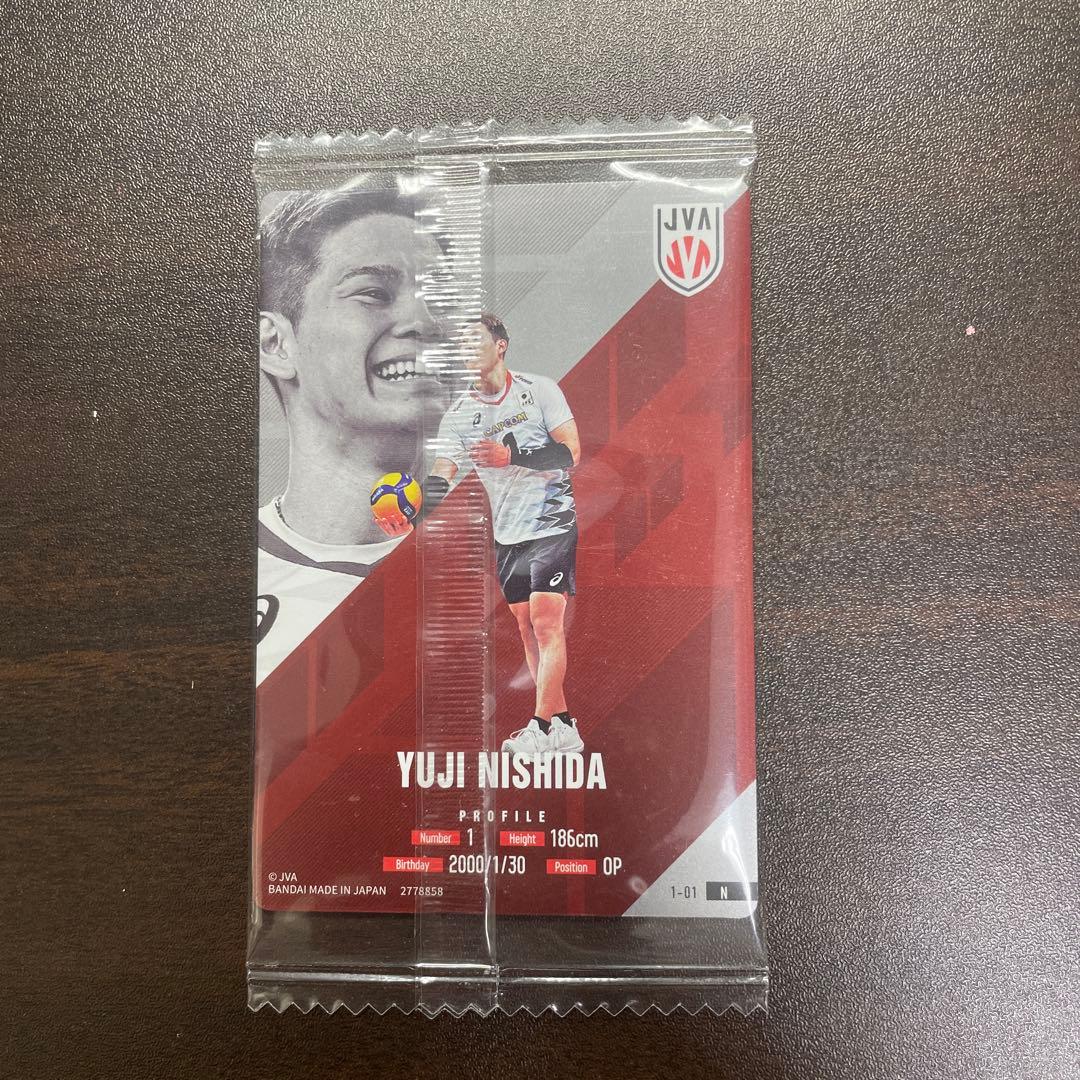 JVA
CAPCOM
1
YUJI NISHIDA
PROFILE
Number 1 Height 186cm
Birthday 2000/1/30 Position OP
© JVA
BANDAI MADE IN JAPAN 2778858
1-01 N